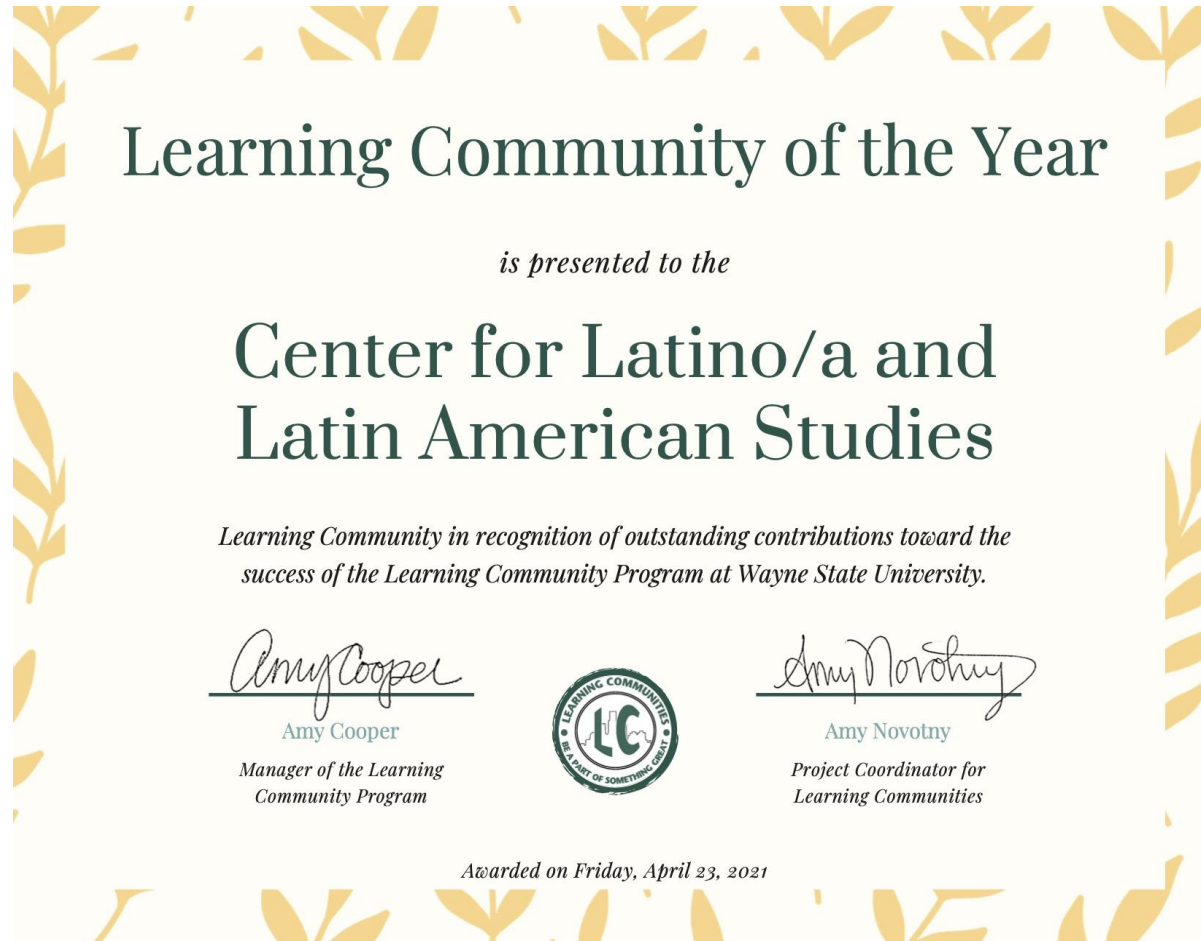 Learning Community of the Year
is presented to the
Center for Latino/a and
Latin American Studies
Learning Community in recognition of outstanding contributions toward the
success of the Learning Community Program at Wayne State University.
Amy Cooper
Amy Novotny
Amy Cooper
Manager of the Learning
Community Program
LEARNING COMMUNITIES
LC
BE A PART OF SOMETHING GREAT
Amy Novotny
Project Coordinator for
Learning Communities
Awarded on Friday, April 23, 2021